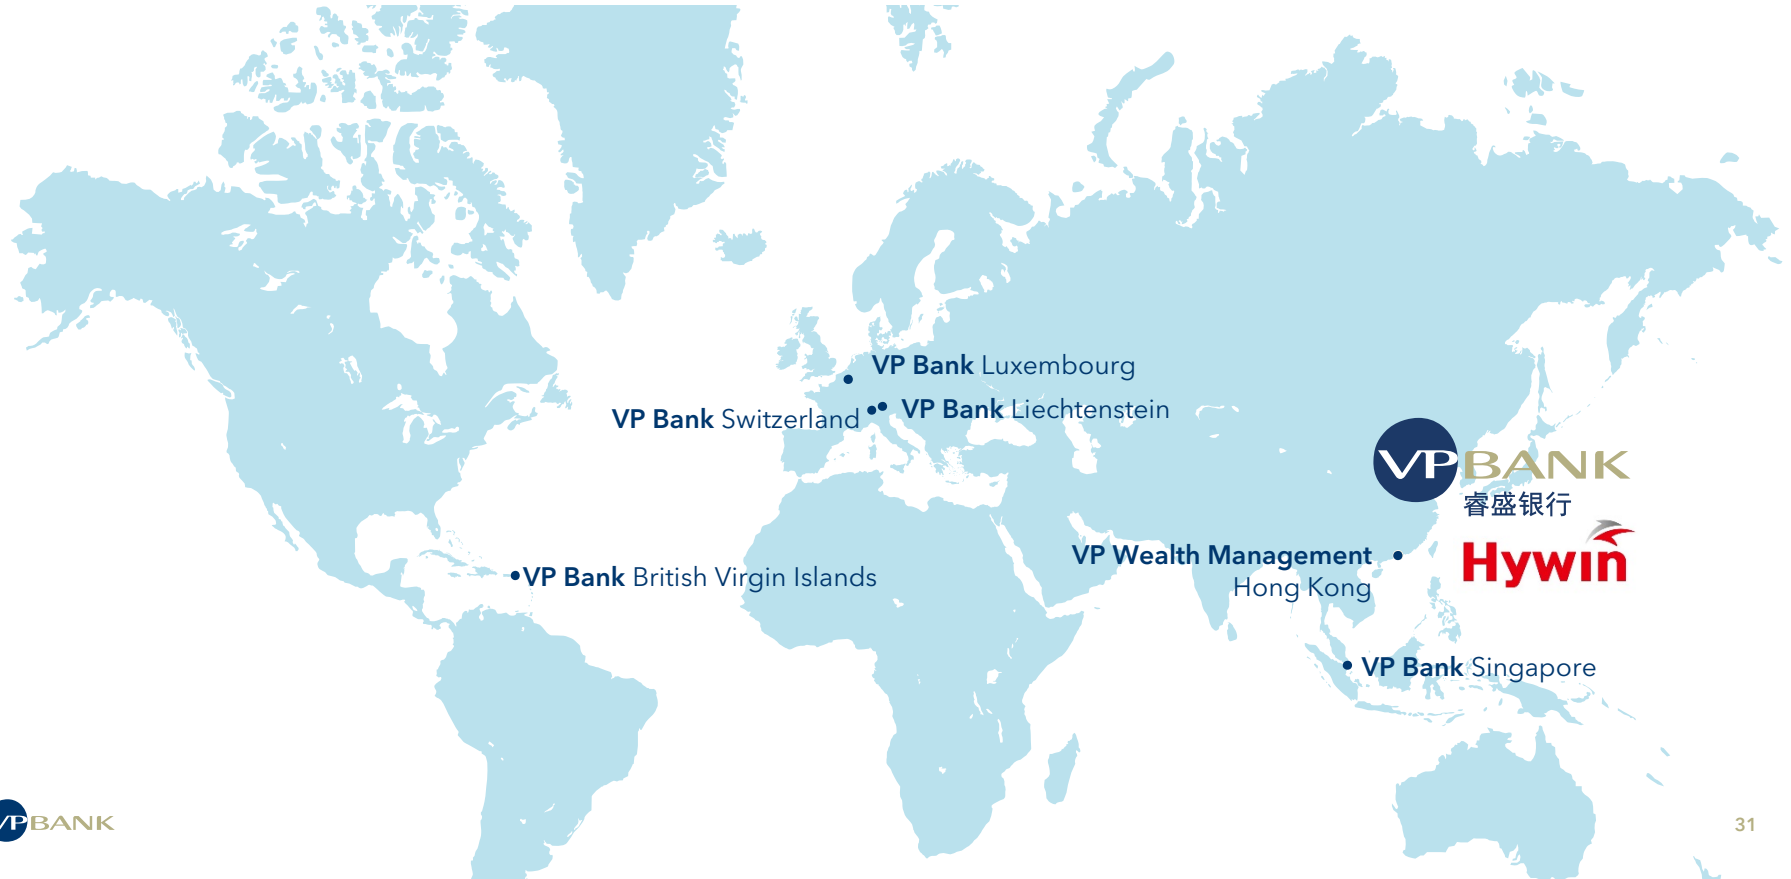 VP Bank Luxembourg
VP Bank Switzerland
VP Bank Liechtenstein
VPBANK
睿盛银行
Hywin
VP Wealth Management
Hong Kong
VP Bank British Virgin Islands
VP Bank Singapore
VPBANK
31